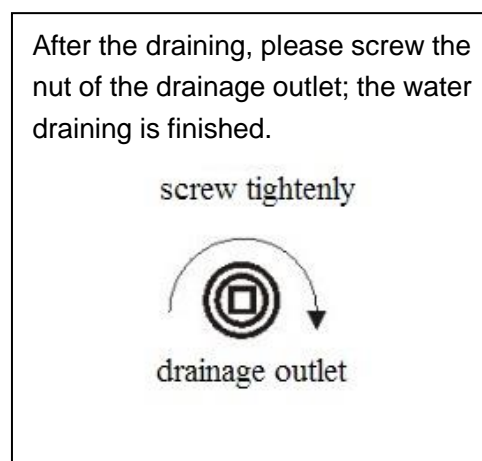 After the draining, please screw the
nut of the drainage outlet; the water
draining is finished.
screw tightenly
drainage outlet